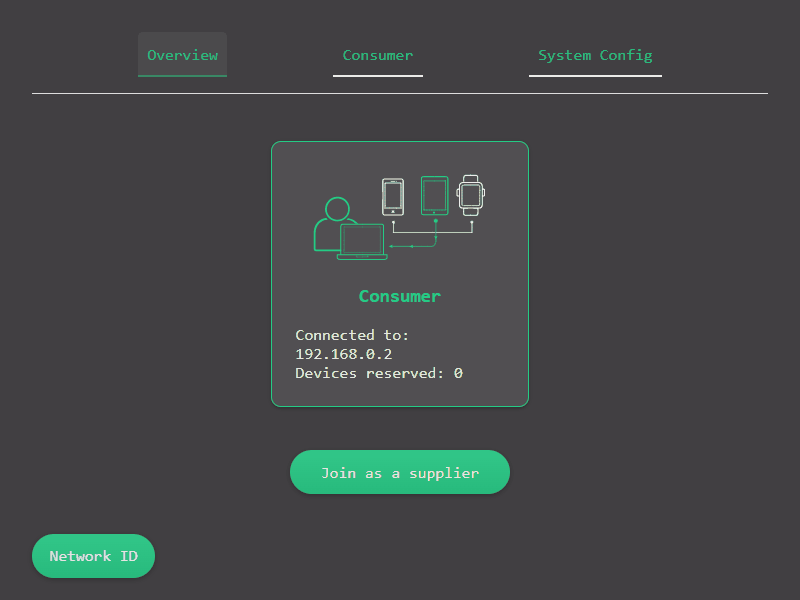 Overview
Consumer
System Config
Consumer
Connected to:
192.168.0.2
Devices reserved: 0
Join as a supplier
Network ID